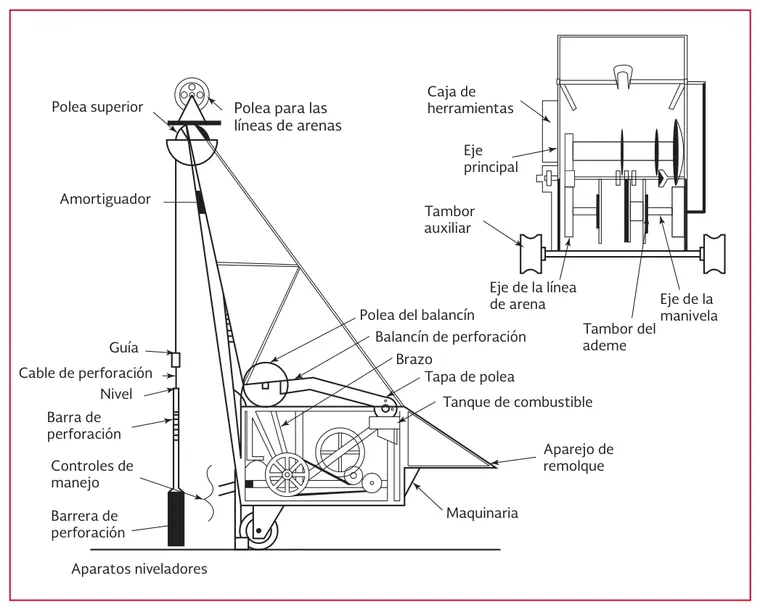 Polea superior
Polea para las
líneas de arenas
Amortiguador
Guía
Cable de perforación
Nivel
Barra de
perforación
Controles de
manejo
Barrera de
perforación
Aparatos niveladores
Polea del balancín
Balancín de perforación
Brazo
Tapa de polea
Tanque de combustible
Aparejo de
remolque
Maquinaria
Caja de
herramientas
Eje
principal
Tambor
auxiliar
Eje de la línea
de arena
Tambor del
ademe
Eje de la
manivela